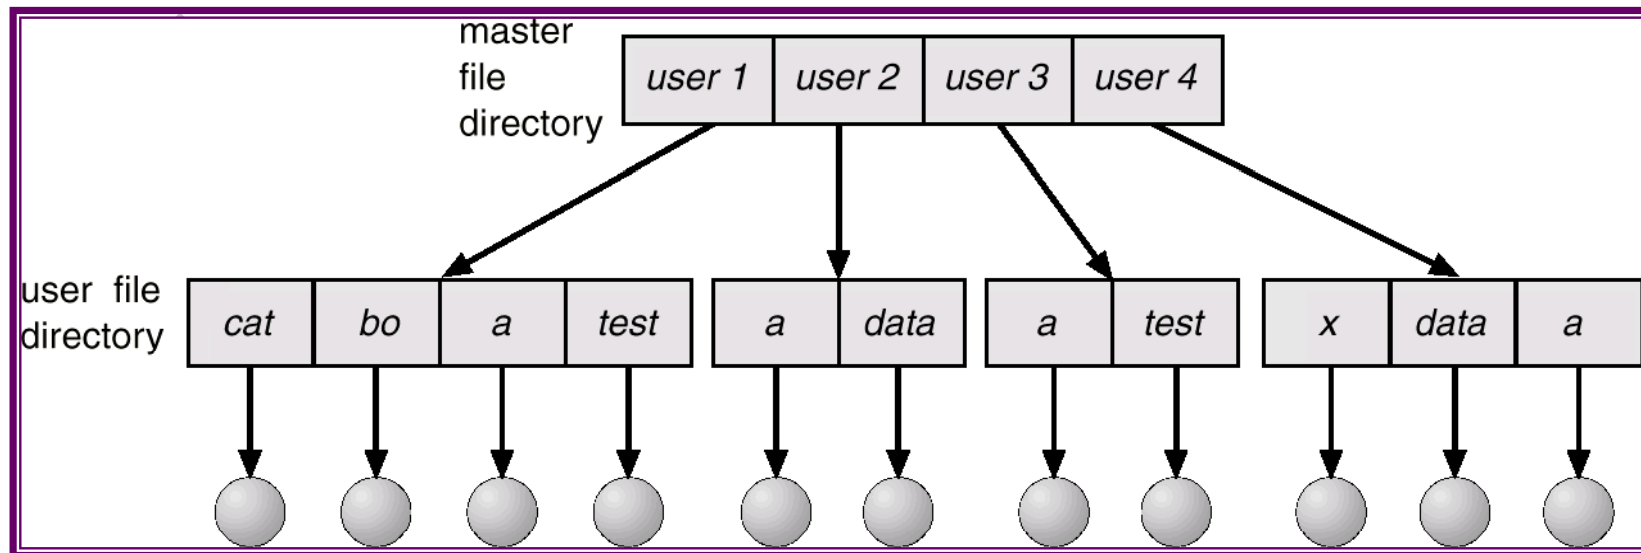 master
file
directory
user 1 user 2 user 3 user 4
user file
directory
cat bo a test a data a test x data a